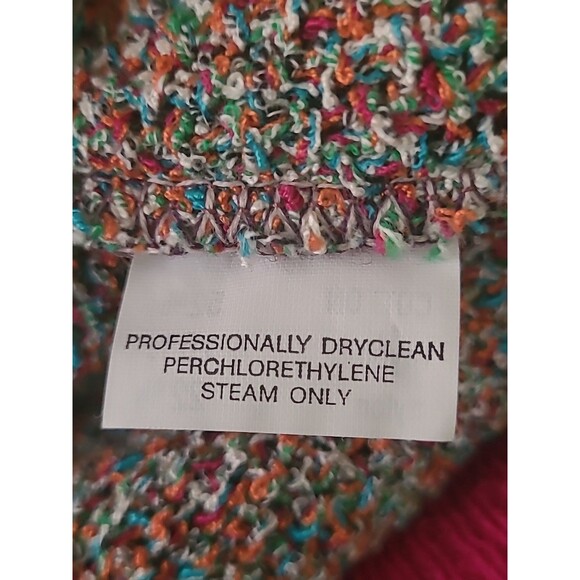 PROFESSIONALLY DRYCLEAN
PERCHLORETHYLENE
STEAM ONLY